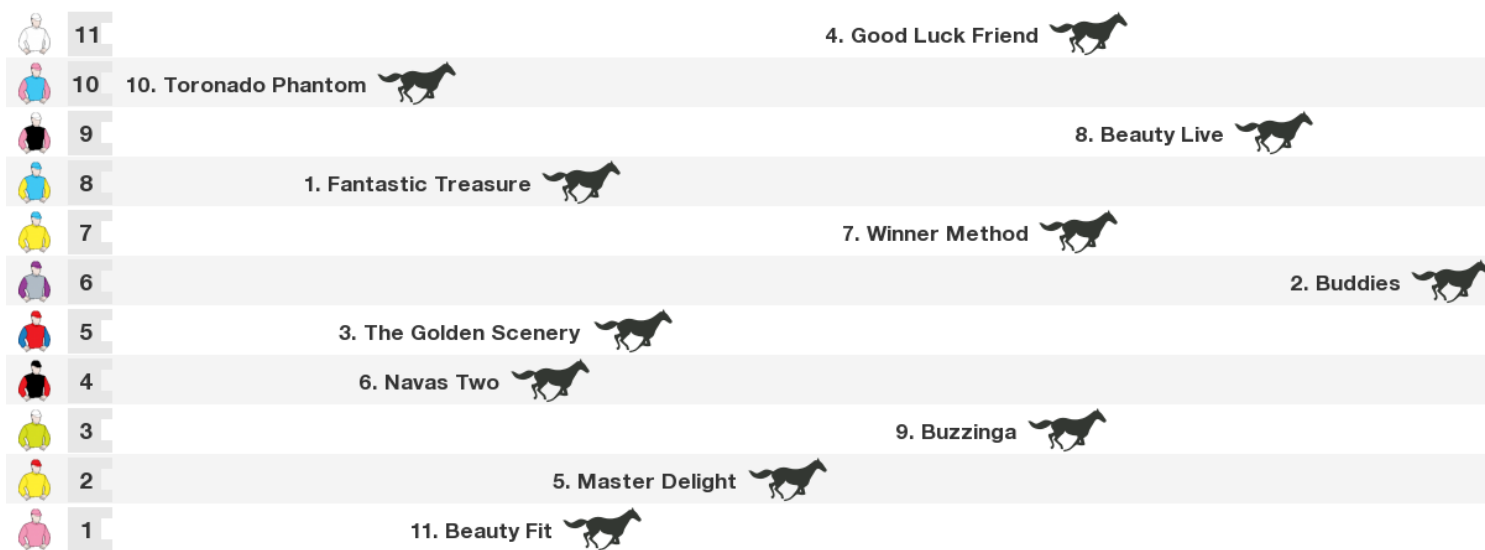 11 4. Good Luck Friend
10 10. Toronado Phantom
9 8. Beauty Live
8 1. Fantastic Treasure
7 7. Winner Method
6 2. Buddies
5 3. The Golden Scenery
4 6. Navas Two
3 9. Buzzinga
2 5. Master Delight
1 11. Beauty Fit